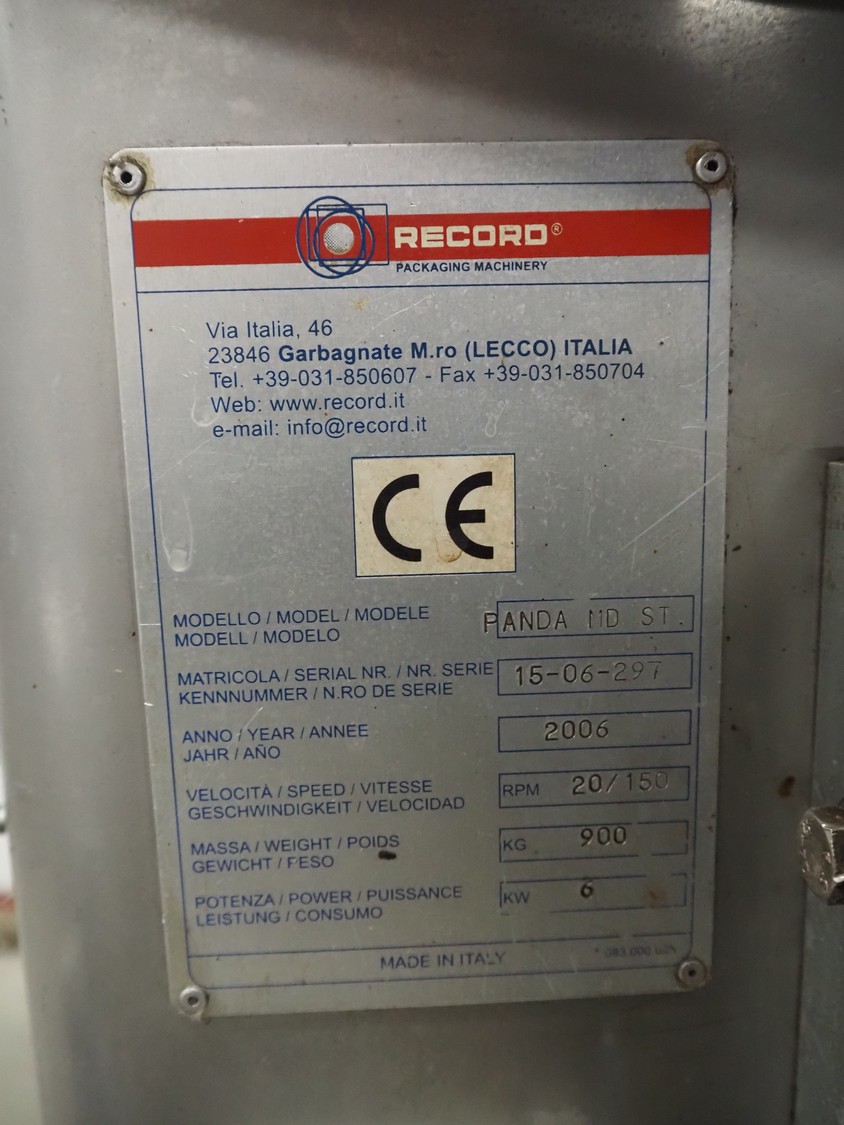 RECORD®
PACKAGING MACHINERY
Via Italia, 46
23846 Garbagnate M.ro (LECCO) ITALIA
Tel. +39-031-850607 - Fax +39-031-850704
Web: www.record.it
e-mail: info@record.it
CE
MODELLO / MODEL / MODELE
MODELL / MODELO
PANDA MD ST.
MATRICOLA / SERIAL NR. / NR. SERIE
KENNNUMMER / N.RO DE SERIE
15-06-297
ANNO / YEAR / ANNEE
JAHR / AÑO
2006
VELOCITÀ / SPEED / VITESSE
GESCHWINDIGKEIT / VELOCIDAD
RPM 20/150
MASSA / WEIGHT / POIDS
GEWICHT / PESO
KG 900
POTENZA / POWER / PUISSANCE
LEISTUNG / CONSUMO
KW 6
MADE IN ITALY